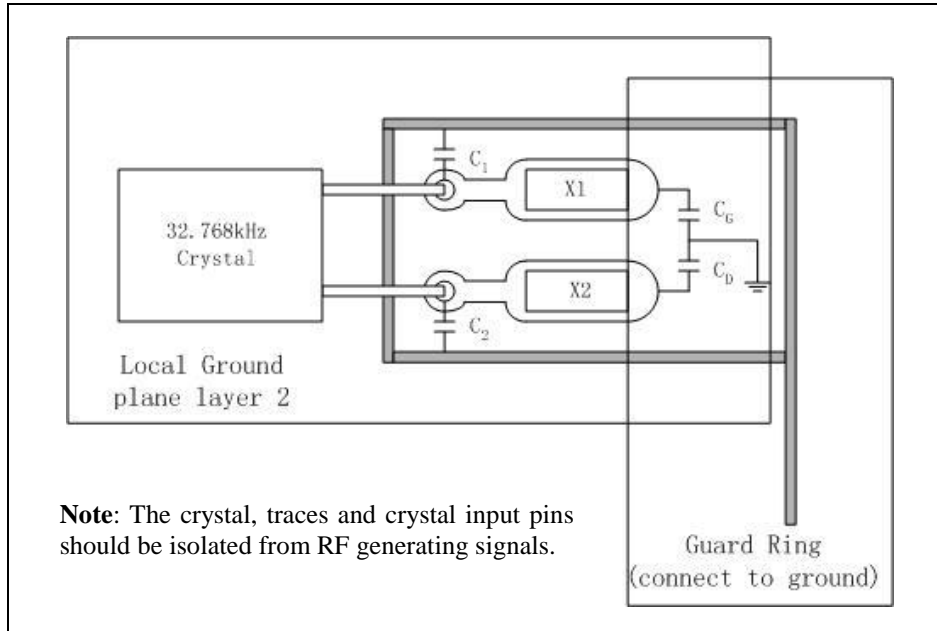 C1
X1
CG
32.768kHz
Crystal
CD
X2
C2
Local Ground
plane layer 2
Note: The crystal, traces and crystal input pins
should be isolated from RF generating signals.
Guard Ring
(connect to ground)